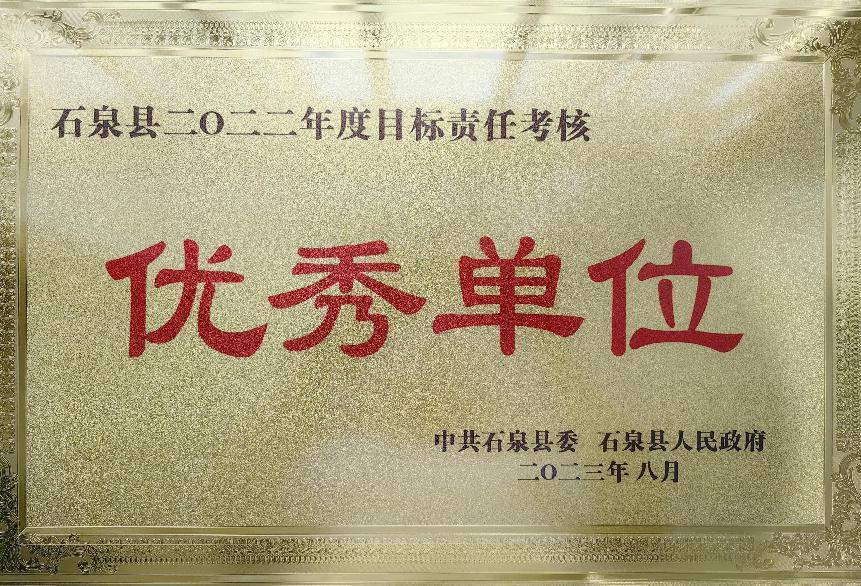 石泉县二〇二二年度目标责任考核
优秀单位
中共石泉县委 石泉县人民政府
二〇二三年八月